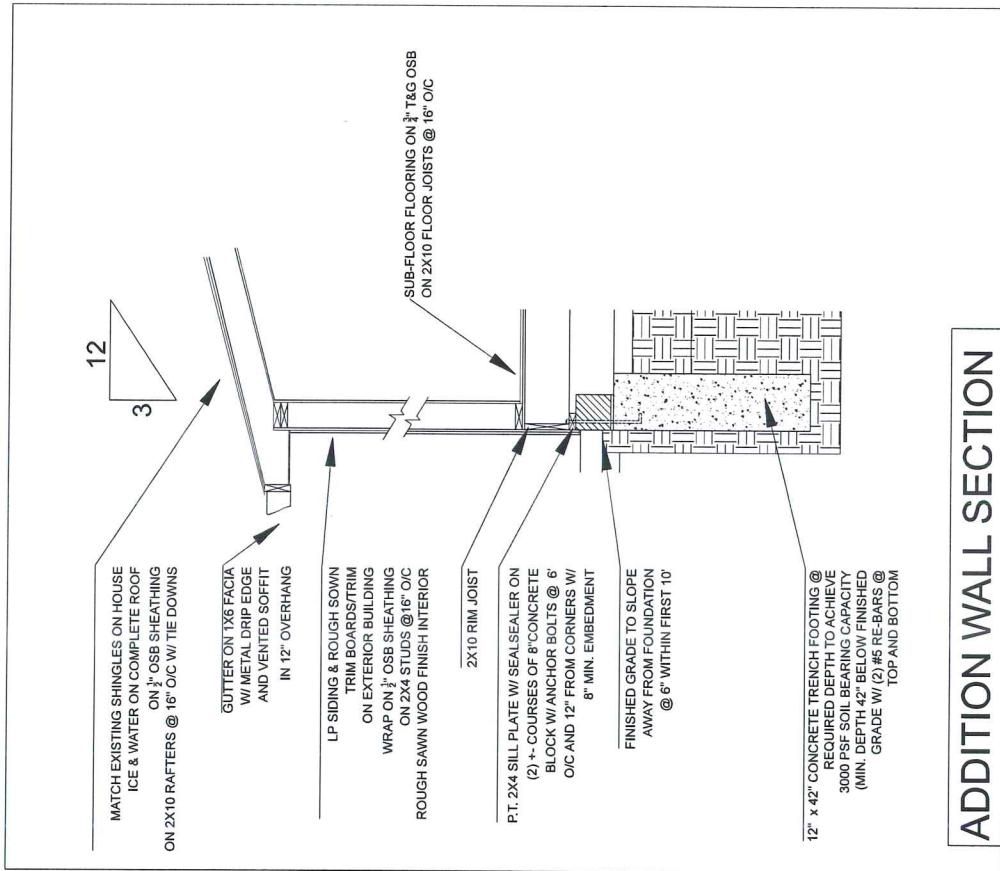 12
3
MATCH EXISTING SHINGLES ON HOUSE
ICE & WATER ON COMPLETE ROOF
ON ½" OSB SHEATHING
ON 2X10 RAFTERS @ 16" O/C W/ TIE DOWNS
GUTTER ON 1X6 FACIA
W/ METAL DRIP EDGE
AND VENTED SOFFIT
IN 12" OVERHANG
LP SIDING & ROUGH SOWN
TRIM BOARDS/TRIM
ON EXTERIOR BUILDING
WRAP ON ½" OSB SHEATHING
ON 2X4 STUDS @16" O/C
ROUGH SAWN WOOD FINISH INTERIOR
SUB-FLOOR FLOORING ON ¾" T&G OSB
ON 2X10 FLOOR JOISTS @ 16" O/C
2X10 RIM JOIST
P.T. 2X4 SILL PLATE W/ SEALSEALER ON
(2) +- COURSES OF 8"CONCRETE
BLOCK W/ ANCHOR BOLTS @ 6'
O/C AND 12" FROM CORNERS W/
8" MIN. EMBEDMENT
FINISHED GRADE TO SLOPE
AWAY FROM FOUNDATION
@ 6" WITHIN FIRST 10'
12" x 42" CONCRETE TRENCH FOOTING @
REQUIRED DEPTH TO ACHIEVE
3000 PSF SOIL BEARING CAPACITY
(MIN. DEPTH 42" BELOW FINISHED
GRADE W/ (2) #5 RE-BARS @
TOP AND BOTTOM
ADDITION WALL SECTION